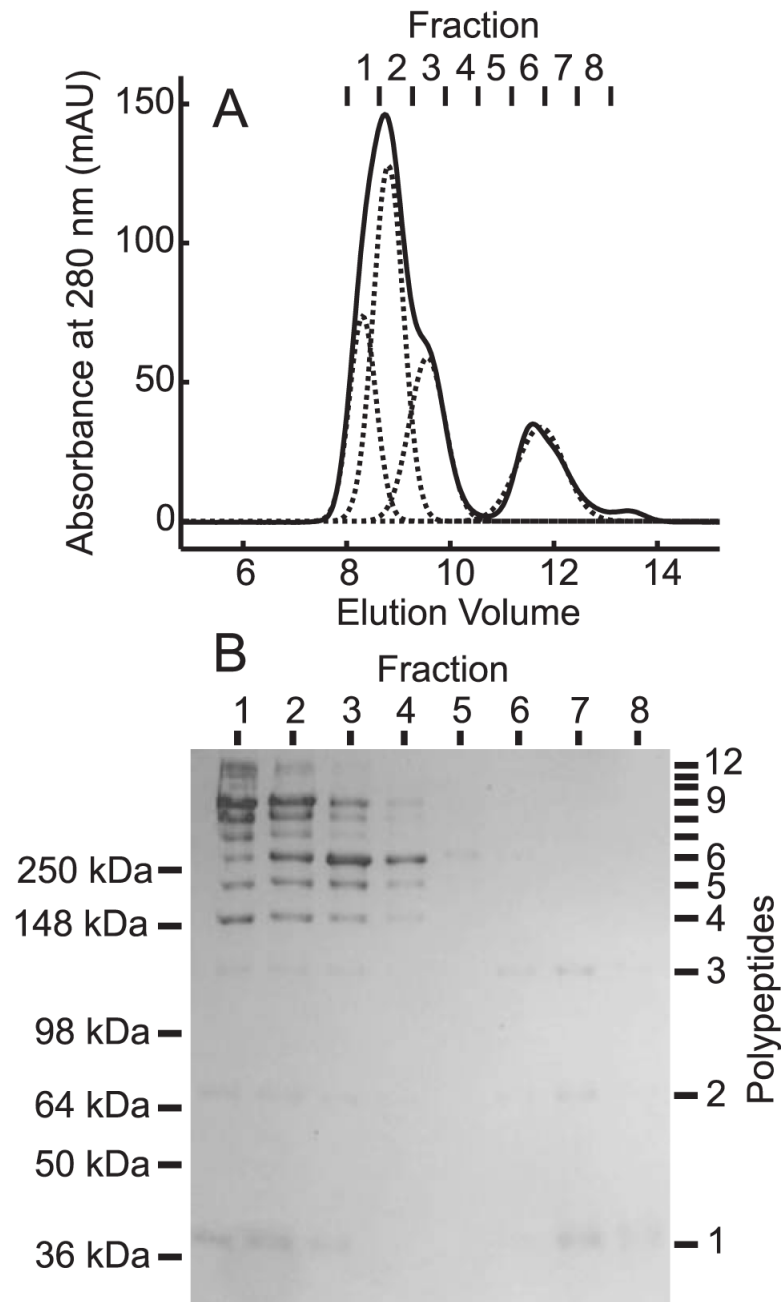 Fraction
1 2 3 4 5 6 7 8
A
150
100
50
0
Absorbance at 280 nm (mAU)
6 8 10 12 14
Elution Volume
B
Fraction
1 2 3 4 5 6 7 8
12
9
6
250 kDa
5
148 kDa
4
3
98 kDa
2
64 kDa
50 kDa
1
36 kDa
Polypeptides